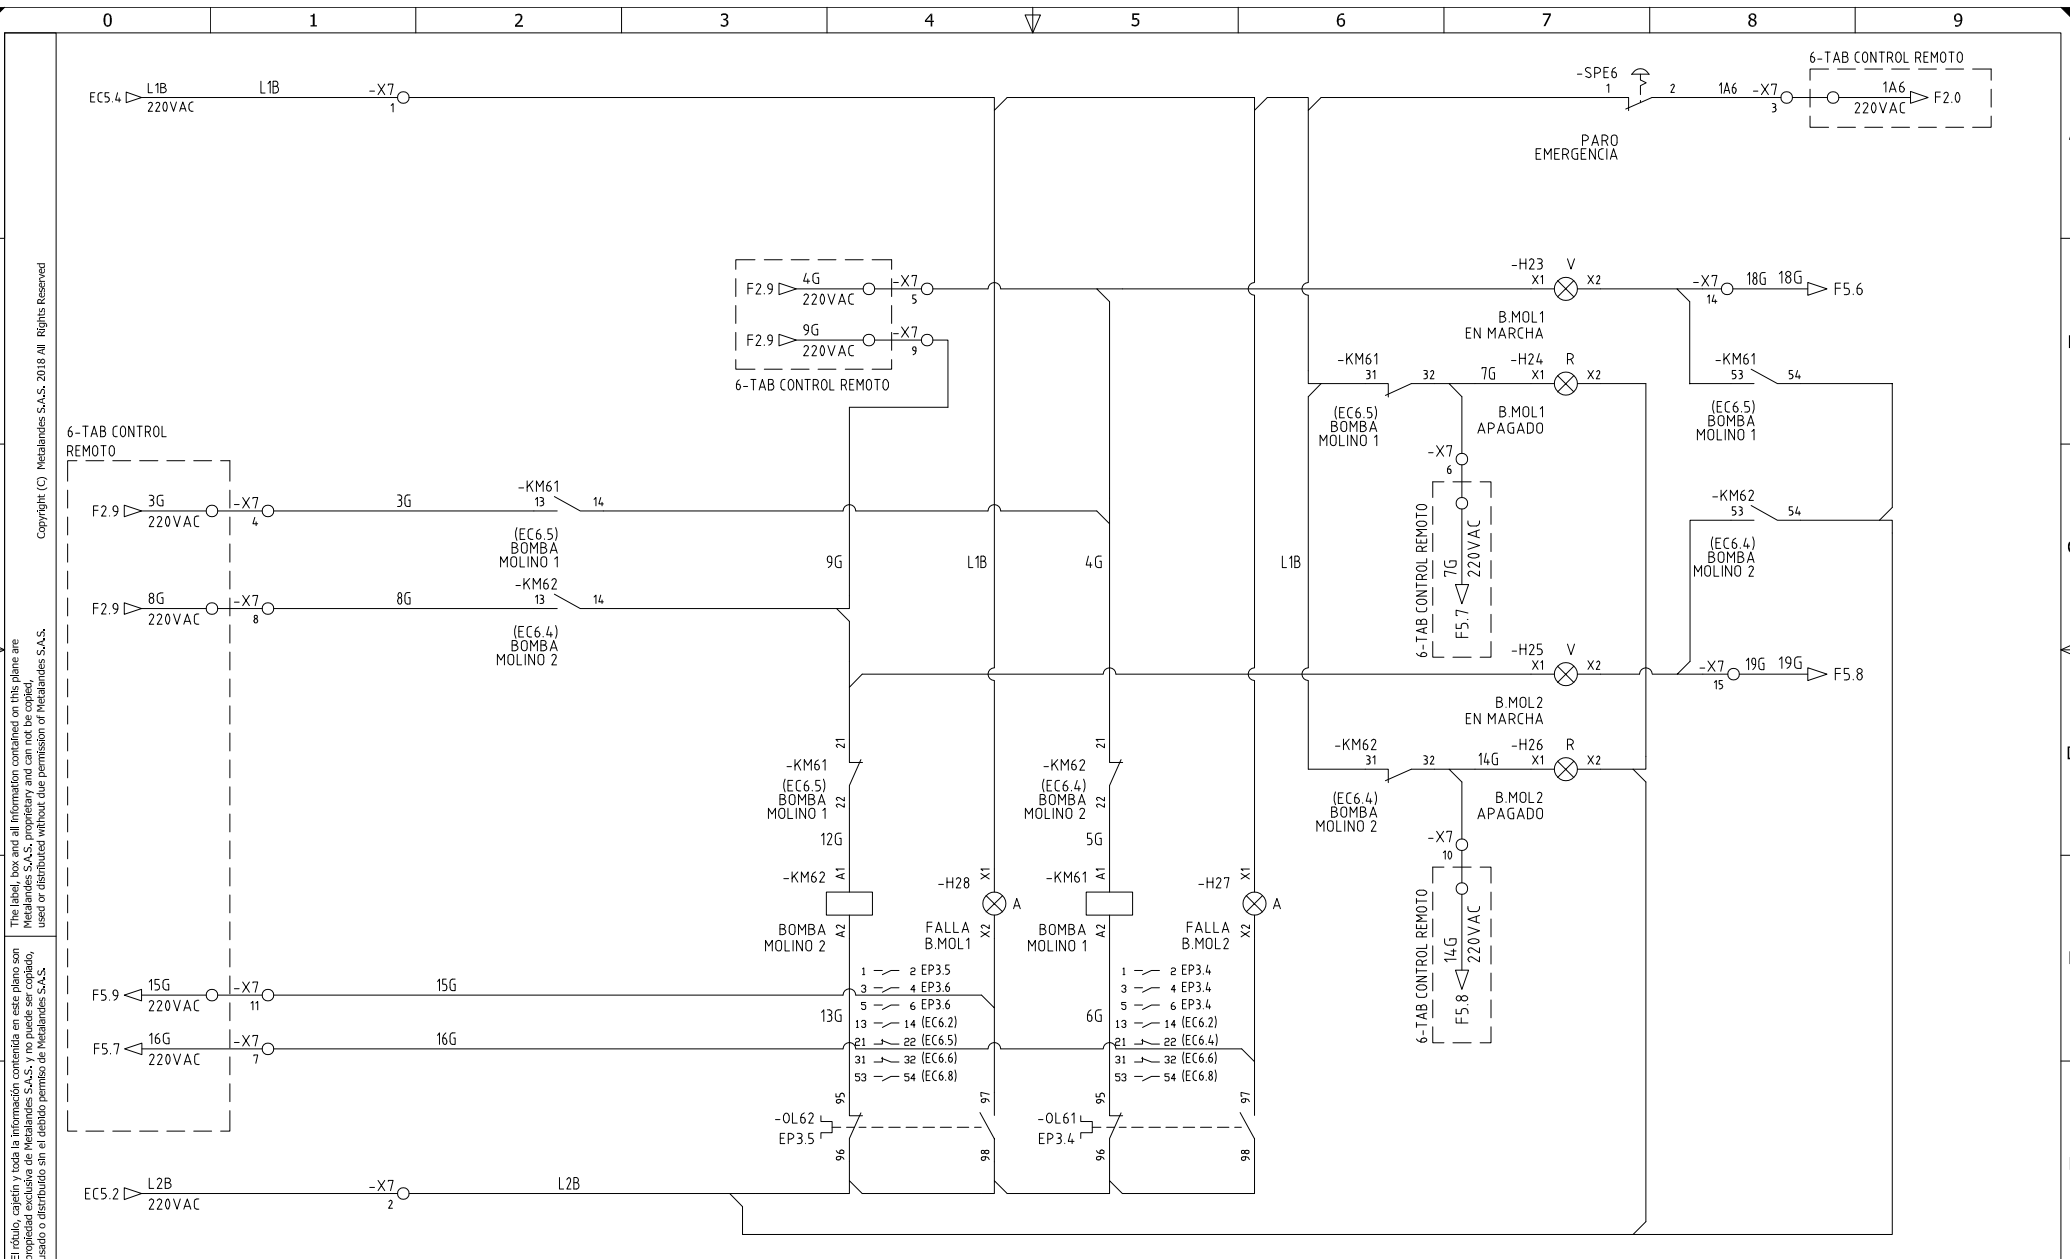 0 1 2 3 4 5 6 7 8 9
EC5.4 L1B L1B -X7
220VAC 1
-SPE6
1 2 1A6 -X7
3
PARO
EMERGENCIA
6-TAB CONTROL REMOTO
1A6
220VAC F2.0
F2.9 4G -X7
220VAC 5
F2.9 9G -X7
220VAC 9
6-TAB CONTROL REMOTO
-H23 V
X1 X2
B.MOL1
EN MARCHA
-X7 18G 18G F5.6
14
-KM61
31 32
(EC6.5)
BOMBA
MOLINO 1
7G
-H24 R
X1 X2
B.MOL1
APAGADO
-KM61
53 54
(EC6.5)
BOMBA
MOLINO 1
-X7
6
6-TAB CONTROL REMOTO
7G
220VAC
F5.7
-KM62
53 54
(EC6.4)
BOMBA
MOLINO 2
6-TAB CONTROL
REMOTO
F2.9 3G -X7 3G
220VAC 4
-KM61
13 14
(EC6.5)
BOMBA
MOLINO 1
F2.9 8G -X7 8G
220VAC 8
-KM62
13 14
(EC6.4)
BOMBA
MOLINO 2
9G L1B 4G L1B
-H25 V
X1 X2
B.MOL2
EN MARCHA
-X7 19G 19G F5.8
15
-KM62
31 32
(EC6.4)
BOMBA
MOLINO 2
14G
-H26 R
X1 X2
B.MOL2
APAGADO
-X7
10
6-TAB CONTROL REMOTO
14G
220VAC
F5.8
21
-KM61
(EC6.5)
BOMBA
MOLINO 1
22
12G
-KM62
A1
A2
BOMBA
MOLINO 2
-H28
X1
A
FALLA
B.MOL1
X2
21
-KM62
(EC6.4)
BOMBA
MOLINO 2
22
5G
-KM61
A1
A2
BOMBA
MOLINO 1
-H27
X1
A
FALLA
B.MOL2
X2
1 2 EP3.5
3 4 EP3.6
5 6 EP3.6
13 14 (EC6.2)
21 22 (EC6.5)
31 32 (EC6.6)
53 54 (EC6.8)
1 2 EP3.4
3 4 EP3.4
5 6 EP3.4
13 14 (EC6.2)
21 22 (EC6.4)
31 32 (EC6.6)
53 54 (EC6.8)
F5.9 15G -X7 15G
220VAC 11
F5.7 16G -X7 16G
220VAC 7
13G 6G
-OL62
EP3.5
95 96 97 98
-OL61
EP3.4
95 96 97 98
EC5.2 L2B -X7 L2B
220VAC 2
Copyright (C) Metalandes S.A.S. 2018 All Rights Reserved
The label, box and all information contained on this plane are
Metalandes S.A.S. proprietary and can not be copied,
used or distributed without due permission of Metalandes S.A.S.
El rótulo, cajetín y toda la información contenida en este plano son
propiedad exclusiva de Metalandes S.A.S. y no puede ser copiado,
usado o distribuido sin el debido permiso de Metalandes S.A.S.